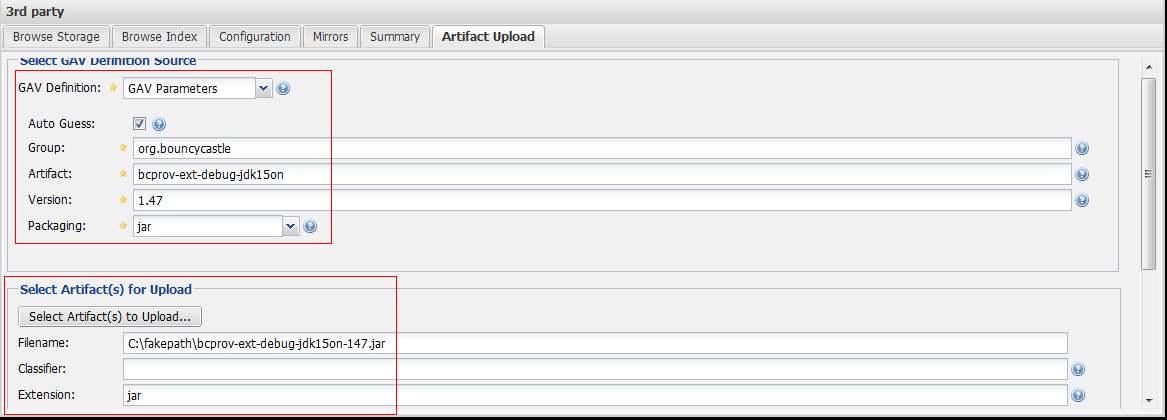 3rd party
Browse Storage Browse Index Configuration Mirrors Summary Artifact Upload
Select GAV Definition Source
GAV Definition: GAV Parameters
Auto Guess:
Group: org.bouncycastle
Artifact: bcprov-ext-debug-jdk15on
Version: 1.47
Packaging: jar
Select Artifact(s) for Upload
Select Artifact(s) to Upload...
Filename: C:\fakepath\bcprov-ext-debug-jdk15on-147.jar
Classifier:
Extension: jar